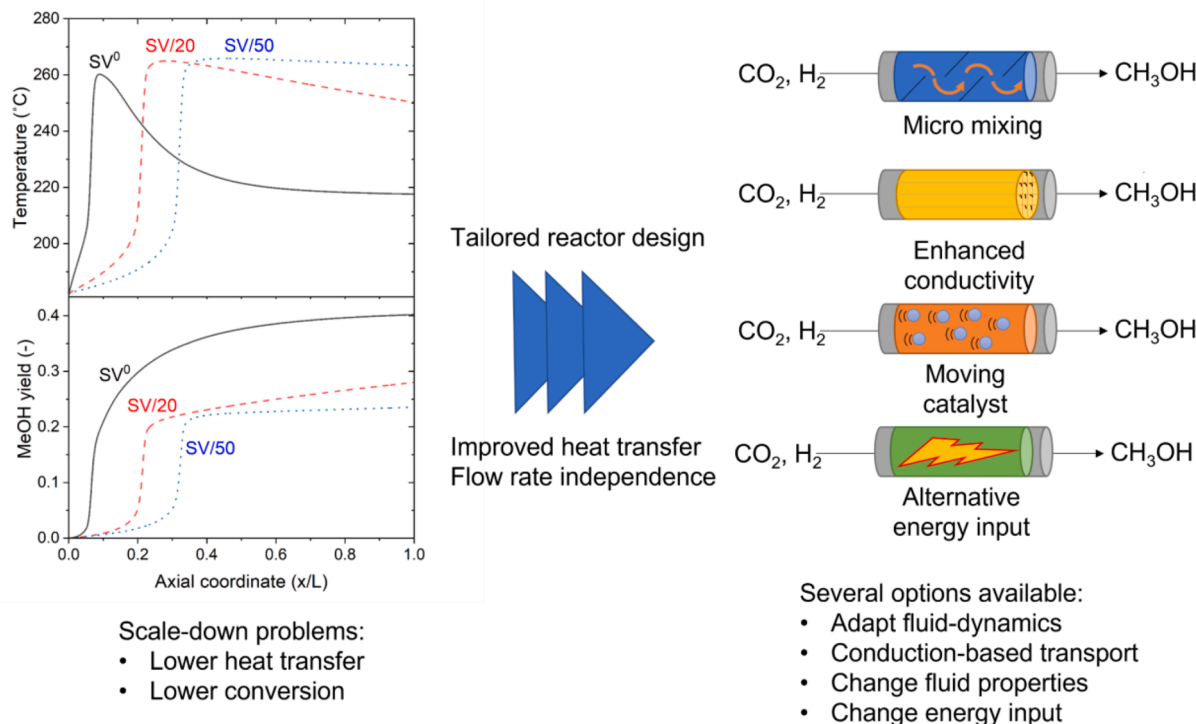 280
260
240
220
200
Temperature (°C)
SV⁰
SV/20
SV/50
0.4
0.3
0.2
0.1
0.0
MeOH yield (-)
SV⁰
SV/20
SV/50
0.0 0.2 0.4 0.6 0.8 1.0
Axial coordinate (x/L)
Scale-down problems:
• Lower heat transfer
• Lower conversion
Tailored reactor design
Improved heat transfer
Flow rate independence
CO₂, H₂ CH₃OH
Micro mixing
CO₂, H₂ CH₃OH
Enhanced
conductivity
CO₂, H₂ CH₃OH
Moving
catalyst
CO₂, H₂ CH₃OH
Alternative
energy input
Several options available:
• Adapt fluid-dynamics
• Conduction-based transport
• Change fluid properties
• Change energy input